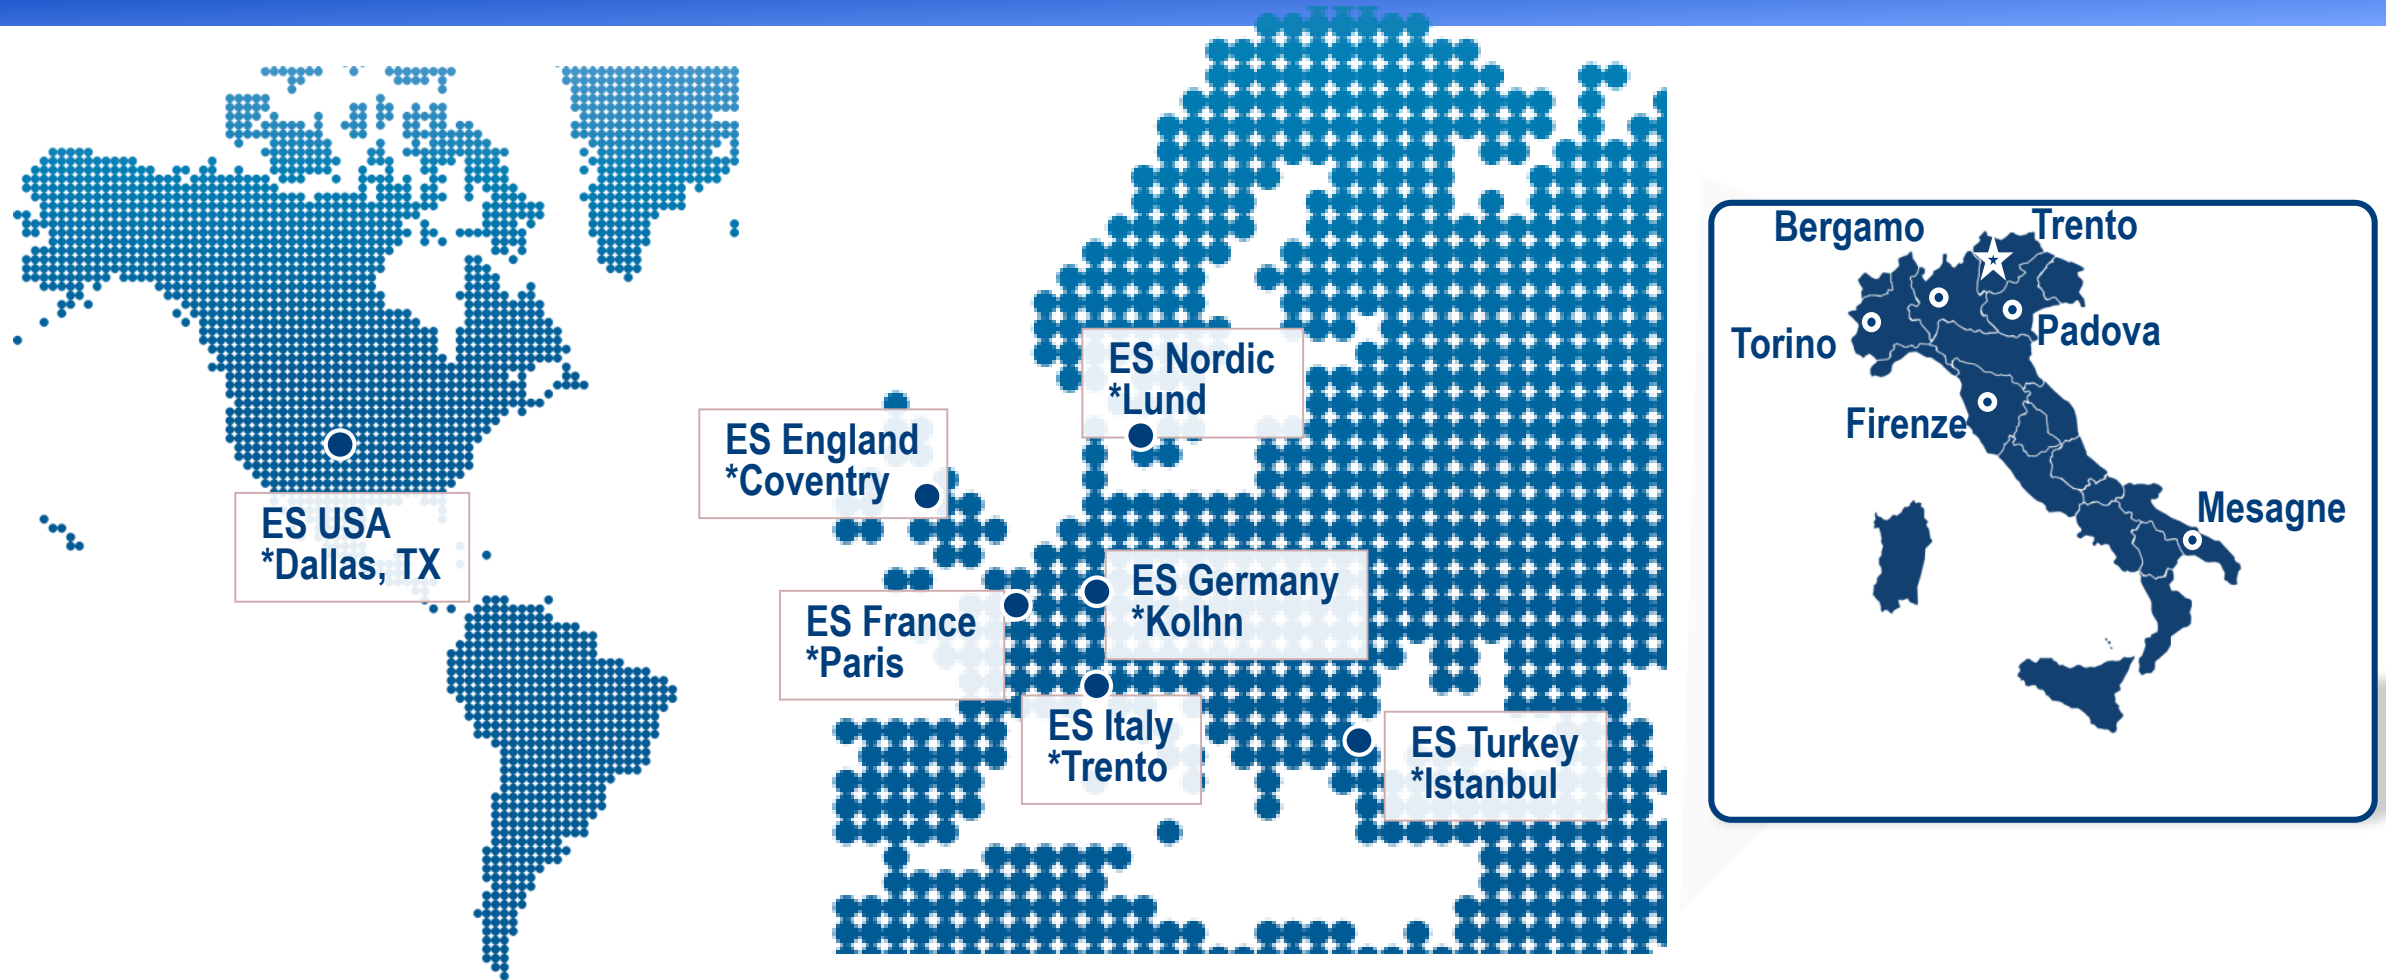 ES USA
*Dallas, TX
ES England
*Coventry
ES Nordic
*Lund
ES France
*Paris
ES Germany
*Kolhn
ES Italy
*Trento
ES Turkey
*Istanbul
Bergamo
Trento
Torino
Padova
Firenze
Mesagne